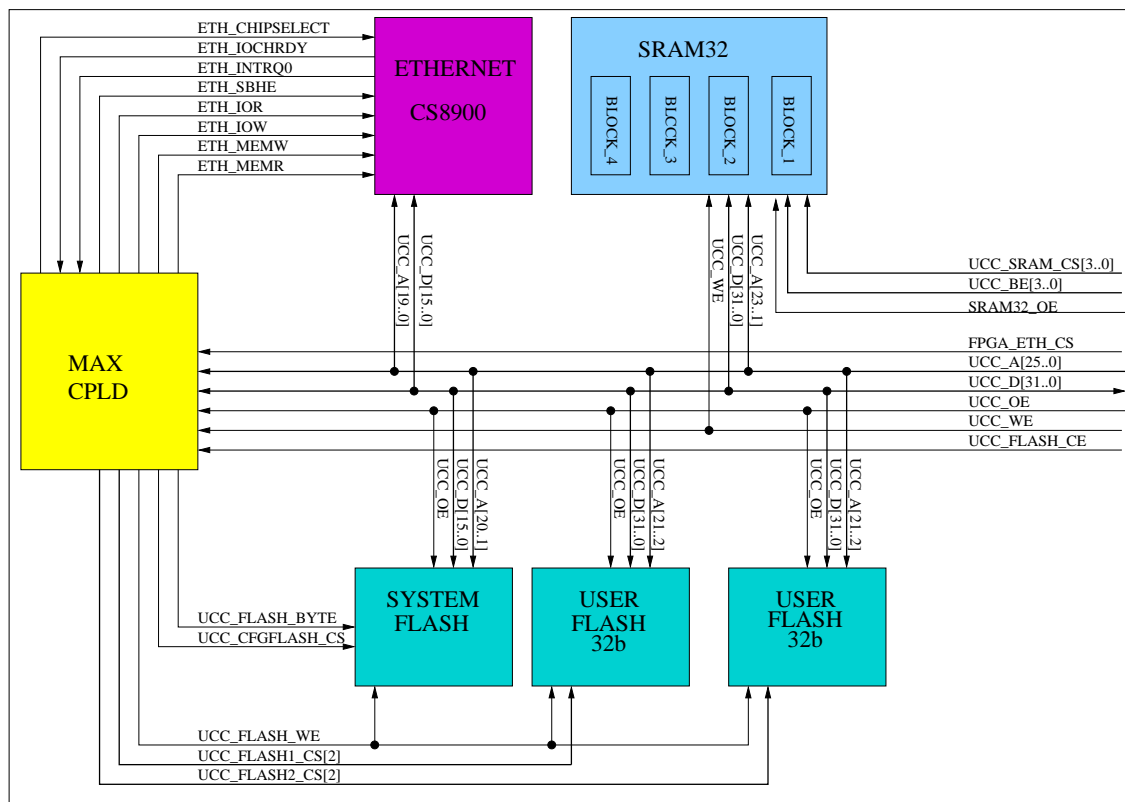 ETH_CHIPSELECT
ETH_IOCHRDY
ETH_INTRQ0
ETH_SBHE
ETH_IOR
ETH_IOW
ETH_MEMW
ETH_MEMR
ETHERNET
CS8900
SRAM32
BLOCK_4
BLCCK_3
BLOCK_2
BLOCK_1
UCC_A[19..0]
UCC_D[15..0]
UCC_WE
UCC_D[31..0]
UCC_A[23..1]
UCC_SRAM_CS[3..0]
UCC_BE[3..0]
SRAM32_OE
MAX
CPLD
FPGA_ETH_CS
UCC_A[25..0]
UCC_D[31..0]
UCC_OE
UCC_WE
UCC_FLASH_CE
UCC_OE
UCC_D[15..0]
UCC_A[20..1]
UCC_OE
UCC_D[31..0]
UCC_A[21..2]
UCC_OE
UCC_D[31..0]
UCC_A[21..2]
SYSTEM
FLASH
USER
FLASH
32b
USER
FLASH
32b
UCC_FLASH_BYTE
UCC_CFGFLASH_CS
UCC_FLASH_WE
UCC_FLASH1_CS[2]
UCC_FLASH2_CS[2]